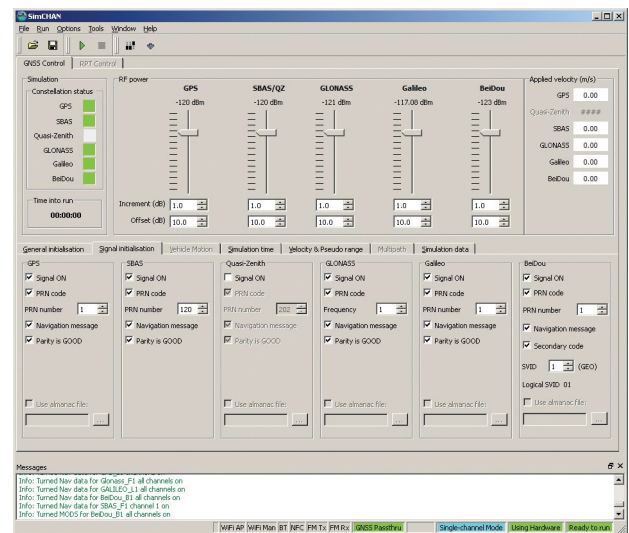 SimCHAN
File Run Options Tools Window Help
GNSS Control RPT Control
Simulation
Constellation status
GPS
SBAS
Quasi-Zenith
GLONASS
Galileo
BeiDou
Time into run
00:00:00
RF power
GPS SBAS/QZ GLONASS Galileo BeiDou
-120 dBm -120 dBm -121 dBm -117.08 dBm -123 dBm
Increment (dB) 1.0 1.0 1.0 1.0 1.0
Offset (dB) 10.0 10.0 10.0 10.0 10.0
Applied velocity (m/s)
GPS 0.00
Quasi-Zenith ####
SBAS 0.00
GLONASS 0.00
Galileo 0.00
BeiDou 0.00
General initialisation Signal initialisation Vehicle Motion Simulation time Velocity & Pseudo range Multipath Simulation data
GPS
Signal ON
PRN code
PRN number 1
Navigation message
Parity is GOOD
Use almanac file:
...
SBAS
Signal ON
PRN code
PRN number 120
Navigation message
Parity is GOOD
Quasi-Zenith
Signal ON
PRN code
PRN number 202
Navigation message
Parity is GOOD
Use almanac file:
...
GLONASS
Signal ON
PRN code
Frequency 1
Navigation message
Parity is GOOD
Use almanac file:
...
Galileo
Signal ON
PRN code
PRN number 1
Navigation message
Parity is GOOD
Use almanac file:
...
BeiDou
Signal ON
PRN code
PRN number 1
Navigation message
Secondary code
SVID 1 (GEO)
Logical SVID 01
Use almanac file:
...
Messages
Info: Turned Nav data for Glonass_F1 all channels on
Info: Turned Nav data for GALILEO_L1 all channels on
Info: Turned Nav data for BeiDou_B1 all channels on
Info: Turned Nav data for SBAS_F1 channel 1 on
Info: Turned MODS for BeiDou_B1 all channels on
WiFi AP WiFi Man BT NFC FM Tx FM Rx GNSS Passthru Single-channel Mode Using Hardware Ready to run